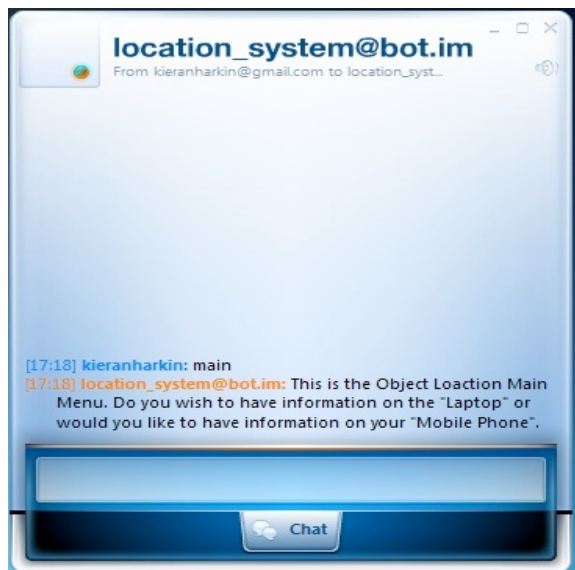 location_system@bot.im
From kieranharkin@gmail.com to location_syst...
[17:18] kieranharkin: main
[17:18] location_system@bot.im: This is the Object Loaction Main
Menu. Do you wish to have information on the "Laptop" or
would you like to have information on your "Mobile Phone".
Chat